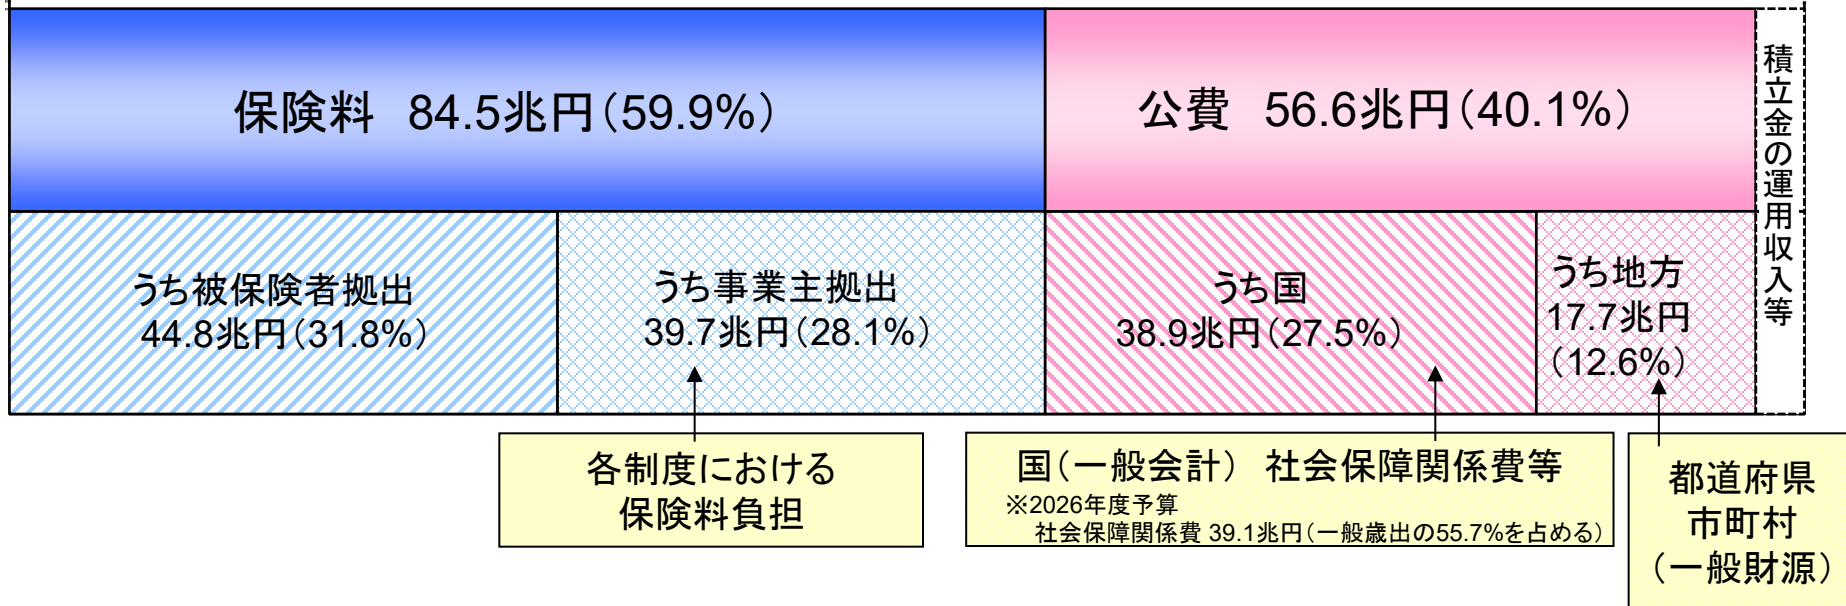 保険料　84.5兆円（59.9%）
公費　56.6兆円（40.1%）
積立金の運用収入等
うち被保険者拠出
44.8兆円（31.8%）
うち事業主拠出
39.7兆円（28.1%）
うち国
38.9兆円（27.5%）
うち地方
17.7兆円
（12.6%）
各制度における
保険料負担
国（一般会計）　社会保障関係費等
※2026年度予算
社会保障関係費 39.1兆円（一般歳出の55.7%を占める）
都道府県
市町村
（一般財源）